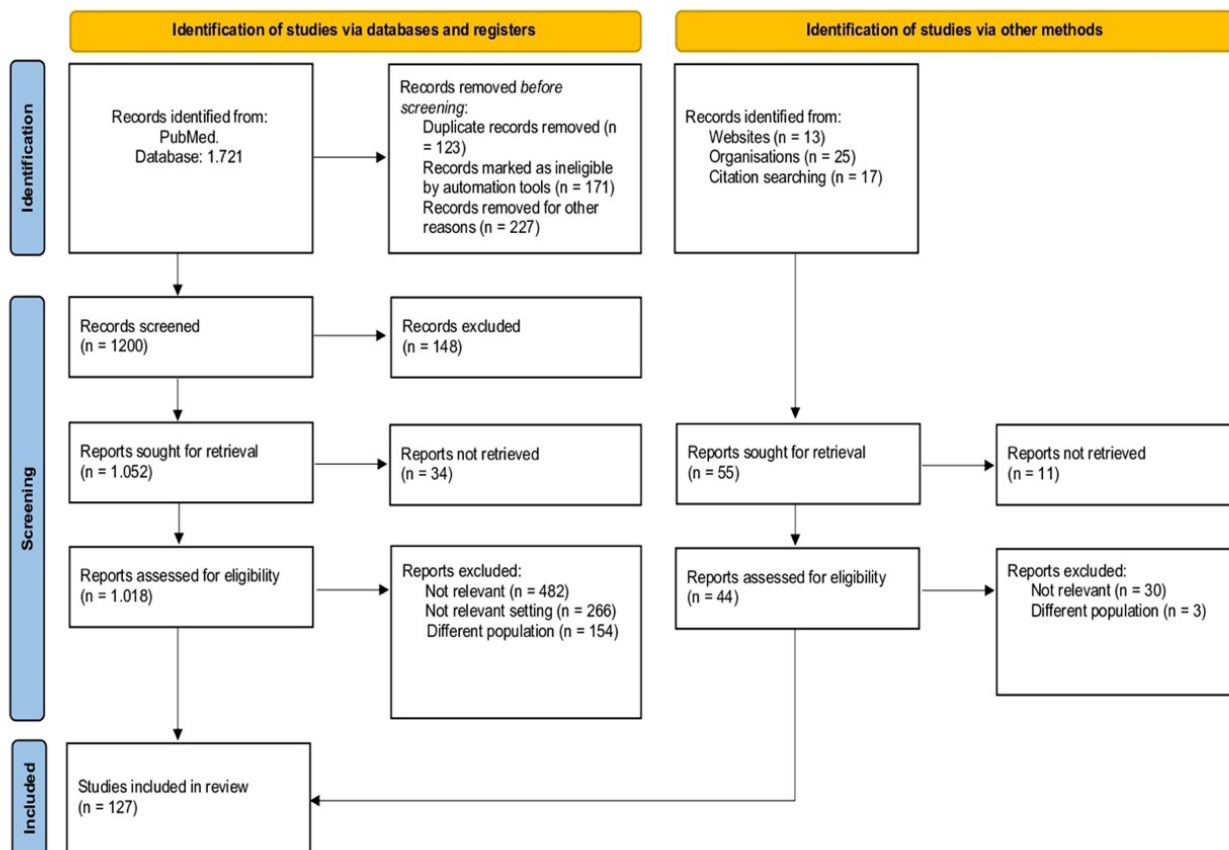 Identification of studies via databases and registers
Identification of studies via other methods
Identification
Records identified from:
PubMed.
Database: 1.721
Records removed before
screening:
Duplicate records removed (n
= 123)
Records marked as ineligible
by automation tools (n = 171)
Records removed for other
reasons (n = 227)
Records identified from:
Websites (n = 13)
Organisations (n = 25)
Citation searching (n = 17)
Screening
Records screened
(n = 1200)
Records excluded
(n = 148)
Reports sought for retrieval
(n = 1.052)
Reports not retrieved
(n = 34)
Reports sought for retrieval
(n = 55)
Reports not retrieved
(n = 11)
Reports assessed for eligibility
(n = 1.018)
Reports excluded:
Not relevant (n = 482)
Not relevant setting (n = 266)
Different population (n = 154)
Reports assessed for eligibility
(n = 44)
Reports excluded:
Not relevant (n = 30)
Different population (n = 3)
Included
Studies included in review
(n = 127)